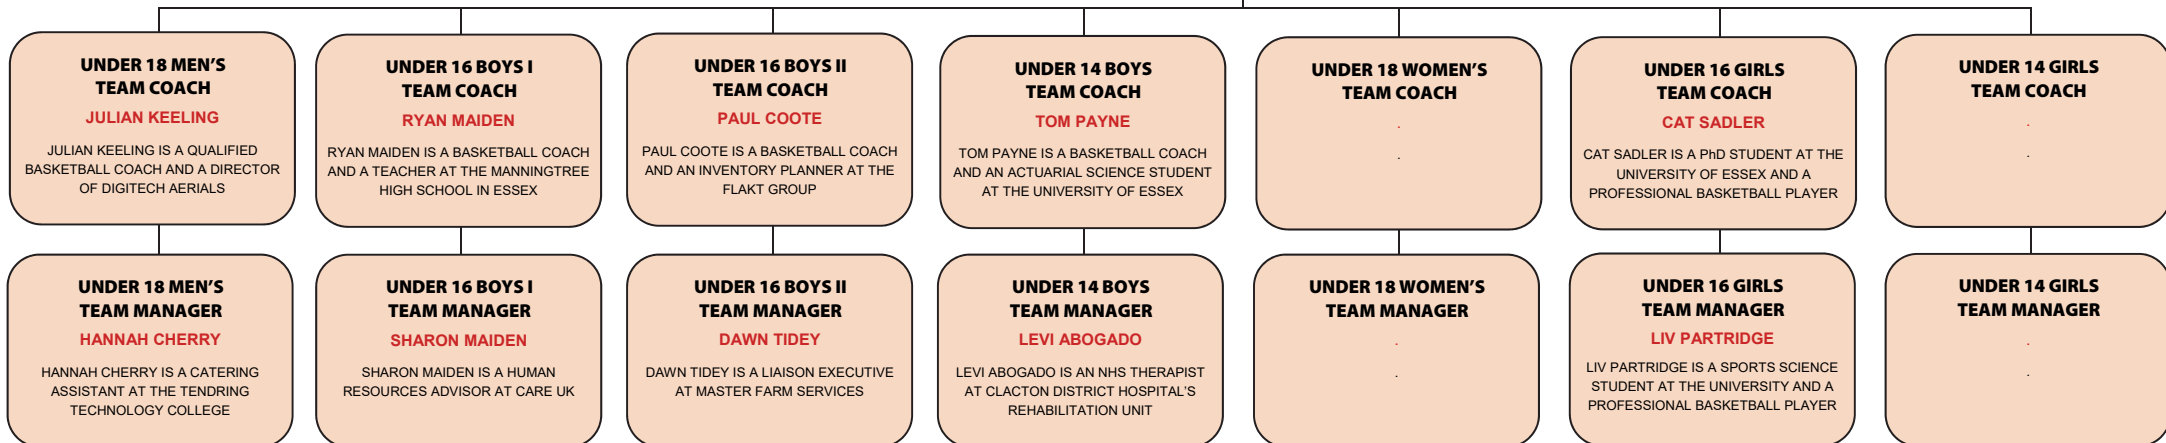 UNDER 18 MEN'S
TEAM COACH
JULIAN KEELING
JULIAN KEELING IS A QUALIFIED
BASKETBALL COACH AND A DIRECTOR
OF DIGITECH AERIALS
UNDER 16 BOYS I
TEAM COACH
RYAN MAIDEN
RYAN MAIDEN IS A BASKETBALL COACH
AND A TEACHER AT THE MANNINGTREE
HIGH SCHOOL IN ESSEX
UNDER 16 BOYS II
TEAM COACH
PAUL COOTE
PAUL COOTE IS A BASKETBALL COACH
AND AN INVENTORY PLANNER AT THE
FLAKT GROUP
UNDER 14 BOYS
TEAM COACH
TOM PAYNE
TOM PAYNE IS A BASKETBALL COACH
AND AN ACTUARIAL SCIENCE STUDENT
AT THE UNIVERSITY OF ESSEX
UNDER 18 WOMEN'S
TEAM COACH
.
.
UNDER 16 GIRLS
TEAM COACH
CAT SADLER
CAT SADLER IS A PhD STUDENT AT THE
UNIVERSITY OF ESSEX AND A
PROFESSIONAL BASKETBALL PLAYER
UNDER 14 GIRLS
TEAM COACH
.
.
UNDER 18 MEN'S
TEAM MANAGER
HANNAH CHERRY
HANNAH CHERRY IS A CATERING
ASSISTANT AT THE TENDRING
TECHNOLOGY COLLEGE
UNDER 16 BOYS I
TEAM MANAGER
SHARON MAIDEN
SHARON MAIDEN IS A HUMAN
RESOURCES ADVISOR AT CARE UK
UNDER 16 BOYS II
TEAM MANAGER
DAWN TIDEY
DAWN TIDEY IS A LIAISON EXECUTIVE
AT MASTER FARM SERVICES
UNDER 14 BOYS
TEAM MANAGER
LEVI ABOGADO
LEVI ABOGADO IS AN NHS THERAPIST
AT CLACTON DISTRICT HOSPITAL'S
REHABILITATION UNIT
UNDER 18 WOMEN'S
TEAM MANAGER
.
.
UNDER 16 GIRLS
TEAM MANAGER
LIV PARTRIDGE
LIV PARTRIDGE IS A SPORTS SCIENCE
STUDENT AT THE UNIVERSITY AND A
PROFESSIONAL BASKETBALL PLAYER
UNDER 14 GIRLS
TEAM MANAGER
.
.